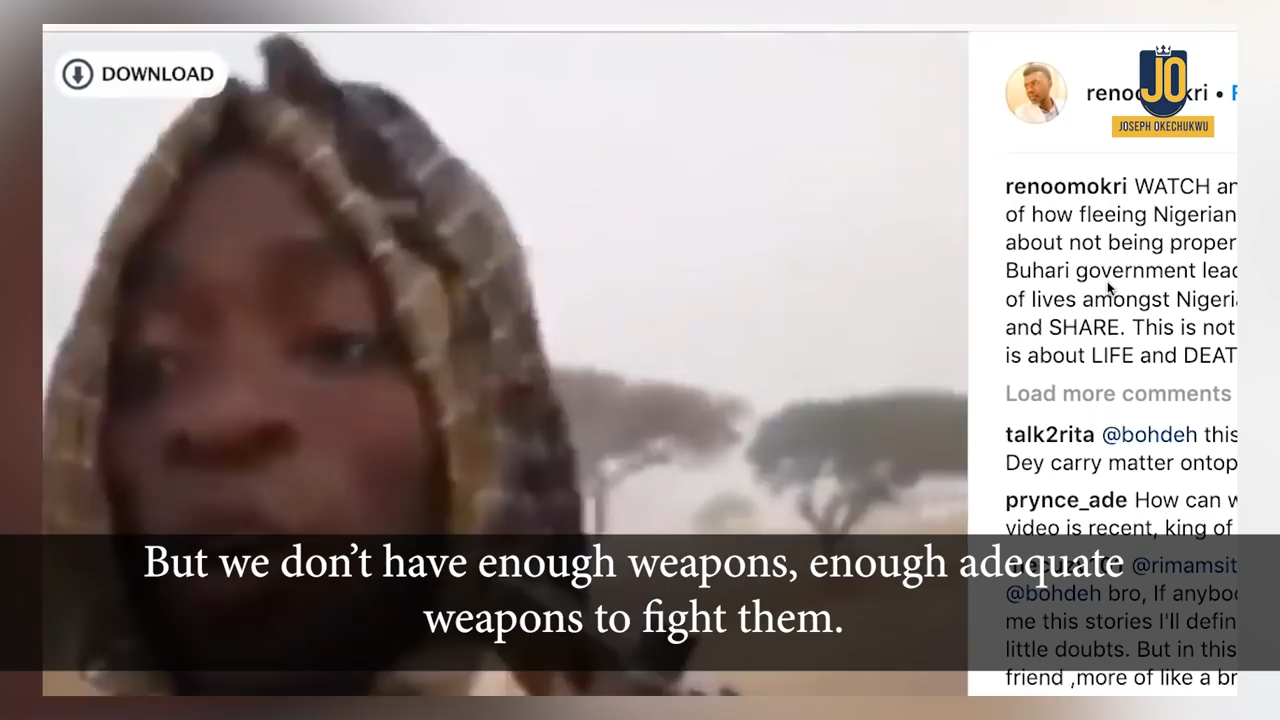 DOWNLOAD
reno kri • F
JO
JOSEPH OKECHUKWU
renoomokri WATCH an
of how fleeing Nigerian
about not being proper
Buhari government lead
of lives amongst Nigeri
and SHARE. This is not
is about LIFE and DEAT
Load more comments
talk2rita @bohdeh this
Dey carry matter ontop
prynce_ade How can w
video is recent, king of
@rimamsit
@bohdeh bro, If anybod
me this stories I'll defin
little doubts. But in this
friend ,more of like a br
But we don't have enough weapons, enough adequate
weapons to fight them.